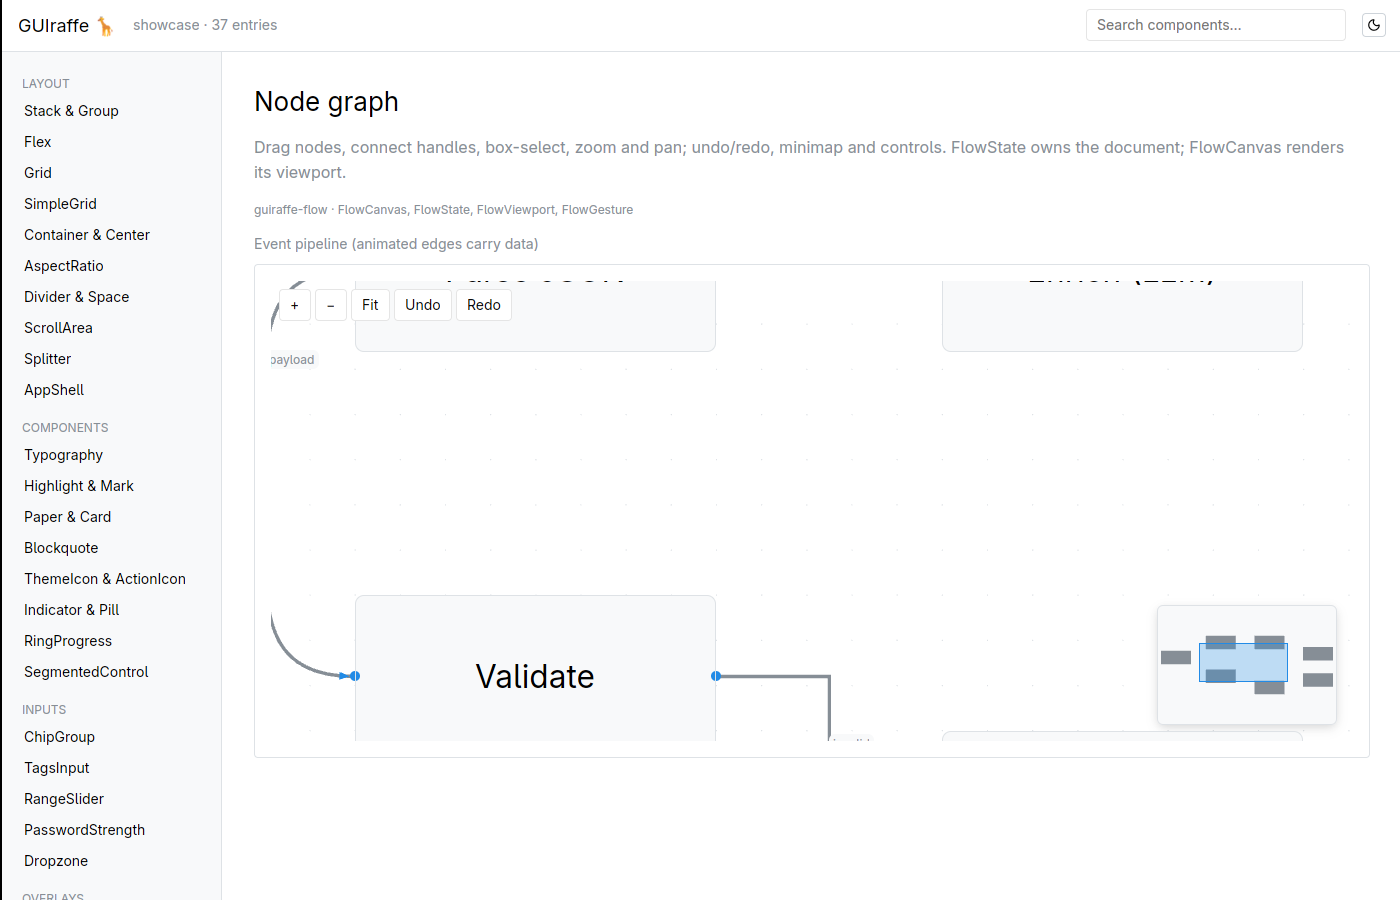 GUIraffe 🦒 showcase · 37 entries
Search components...
LAYOUT
Stack & Group
Flex
Grid
SimpleGrid
Container & Center
AspectRatio
Divider & Space
ScrollArea
Splitter
AppShell
COMPONENTS
Typography
Highlight & Mark
Paper & Card
Blockquote
ThemeIcon & ActionIcon
Indicator & Pill
RingProgress
SegmentedControl
INPUTS
ChipGroup
TagsInput
RangeSlider
PasswordStrength
Dropzone
OVERLAYS
Node graph
Drag nodes, connect handles, box-select, zoom and pan; undo/redo, minimap and controls. FlowState owns the document; FlowCanvas renders
its viewport.
guiraffe-flow · FlowCanvas, FlowState, FlowViewport, FlowGesture
Event pipeline (animated edges carry data)
+ − Fit Undo Redo
payload
Validate